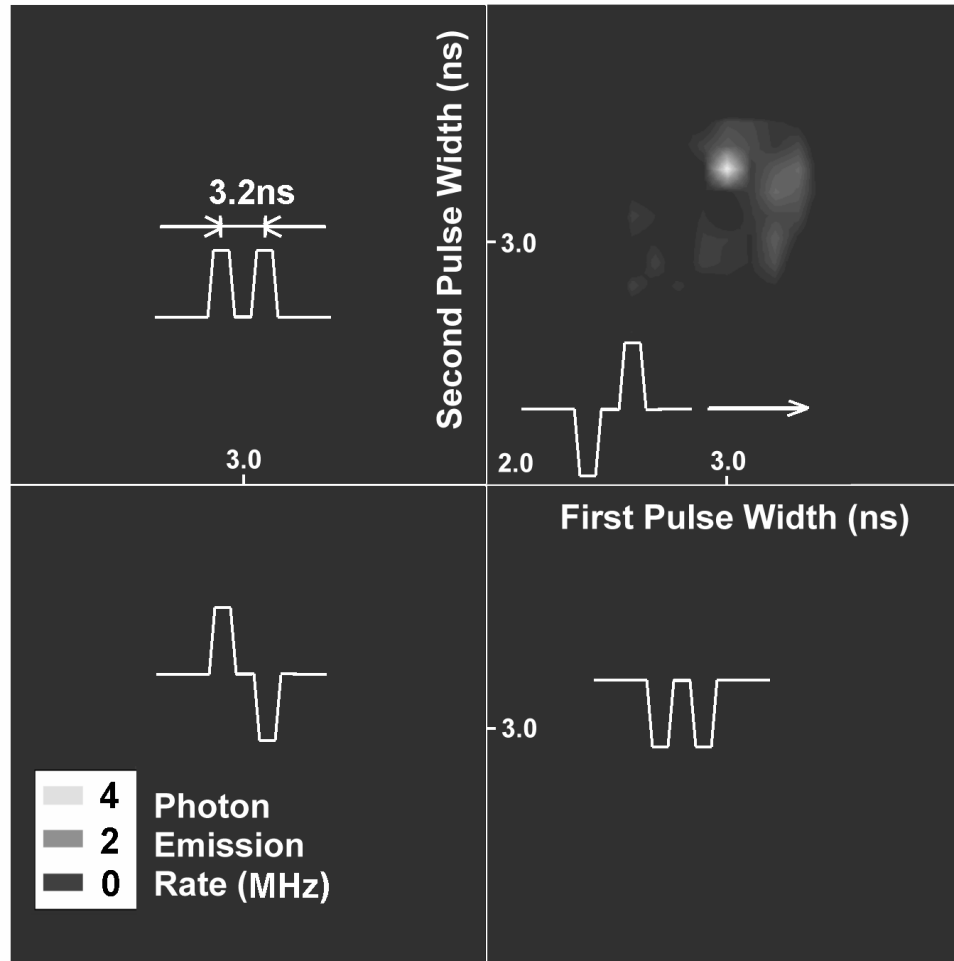 3.2ns
Second Pulse Width (ns)
3.0
3.0
2.0
3.0
First Pulse Width (ns)
3.0
4
2
0
Photon
Emission
Rate (MHz)